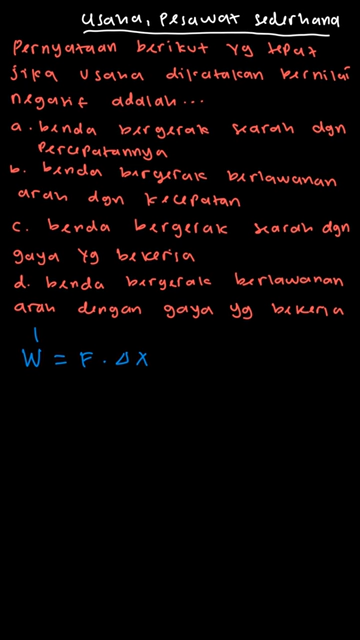 usaha, pesawat sederhana
pernyataan berikut yg tepat
jika usaha dikatakan bernilai
negatif adalah...
a. benda bergerak searah dgn
percepatannya
b. benda bergerak berlawanan
arah dgn kecepatan
c. benda bergerak searah dgn
gaya yg bekerja
d. benda bergerak berlawanan
arah dengan gaya yg bekerja
W = F . Δ X